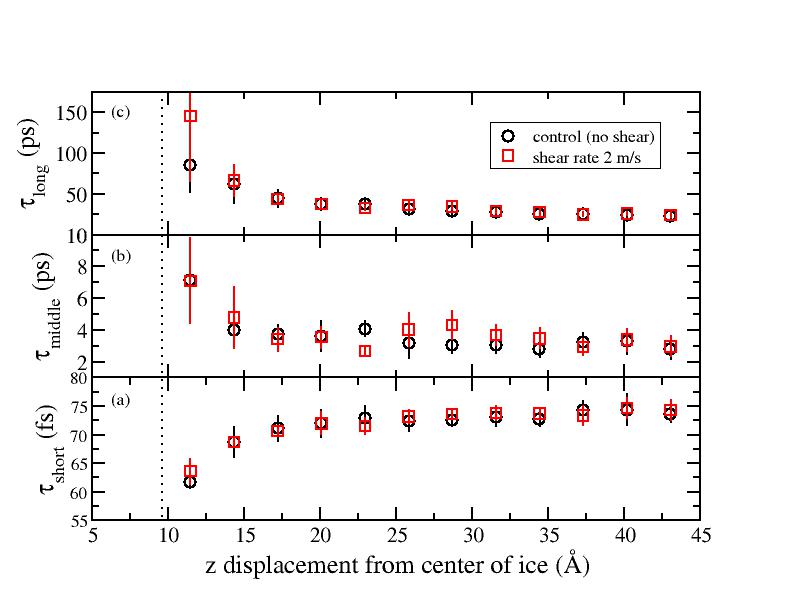 (c)
150
100
50
τlong (ps)
control (no shear)
shear rate 2 m/s
10
(b)
8
6
4
2
τmiddle (ps)
80
(a)
75
70
65
60
55
τshort (fs)
5 10 15 20 25 30 35 40 45
z displacement from center of ice (Å)